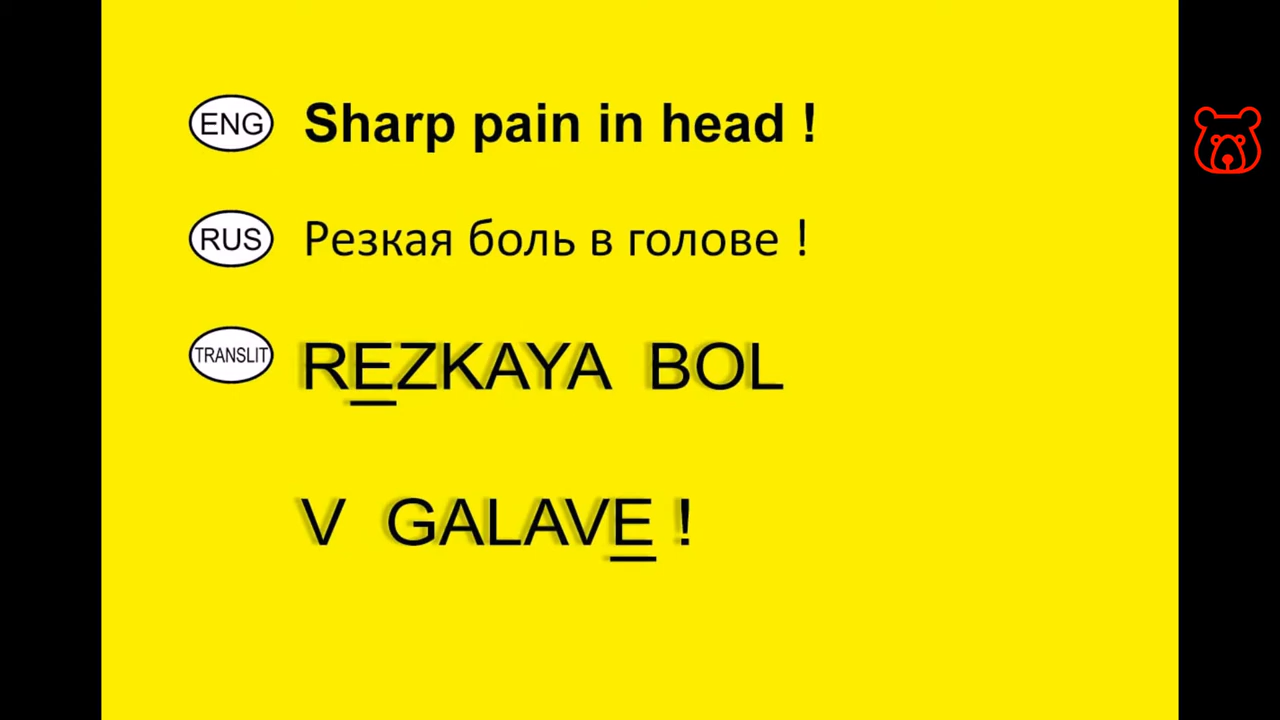 ENG Sharp pain in head !
RUS Резкая боль в голове !
TRANSLIT REZKAYA BOL
V GALAVE !